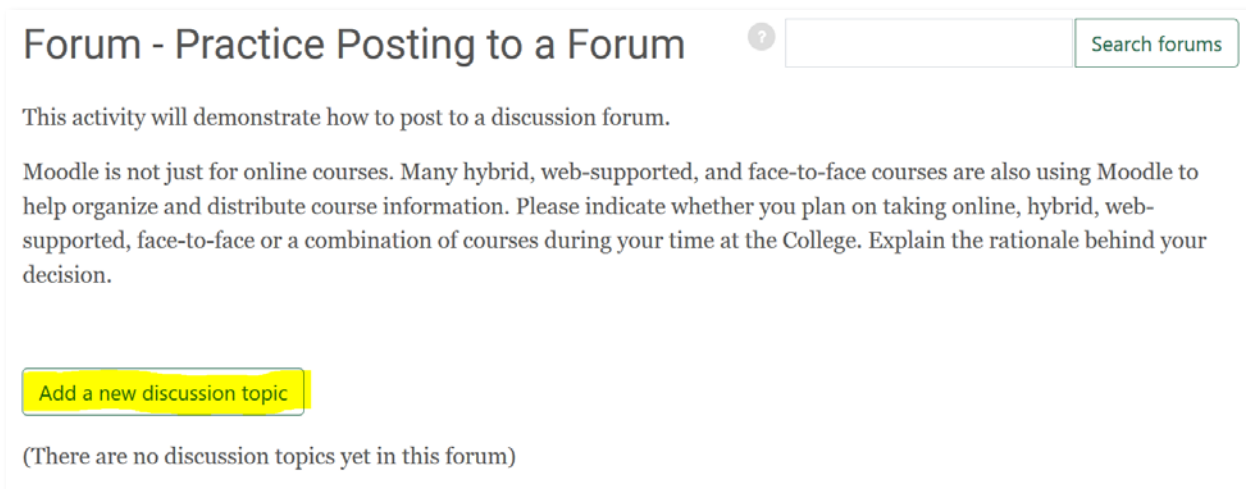 Forum - Practice Posting to a Forum
? Search forums
This activity will demonstrate how to post to a discussion forum.
Moodle is not just for online courses. Many hybrid, web-supported, and face-to-face courses are also using Moodle to
help organize and distribute course information. Please indicate whether you plan on taking online, hybrid, web-
supported, face-to-face or a combination of courses during your time at the College. Explain the rationale behind your
decision.
Add a new discussion topic
(There are no discussion topics yet in this forum)